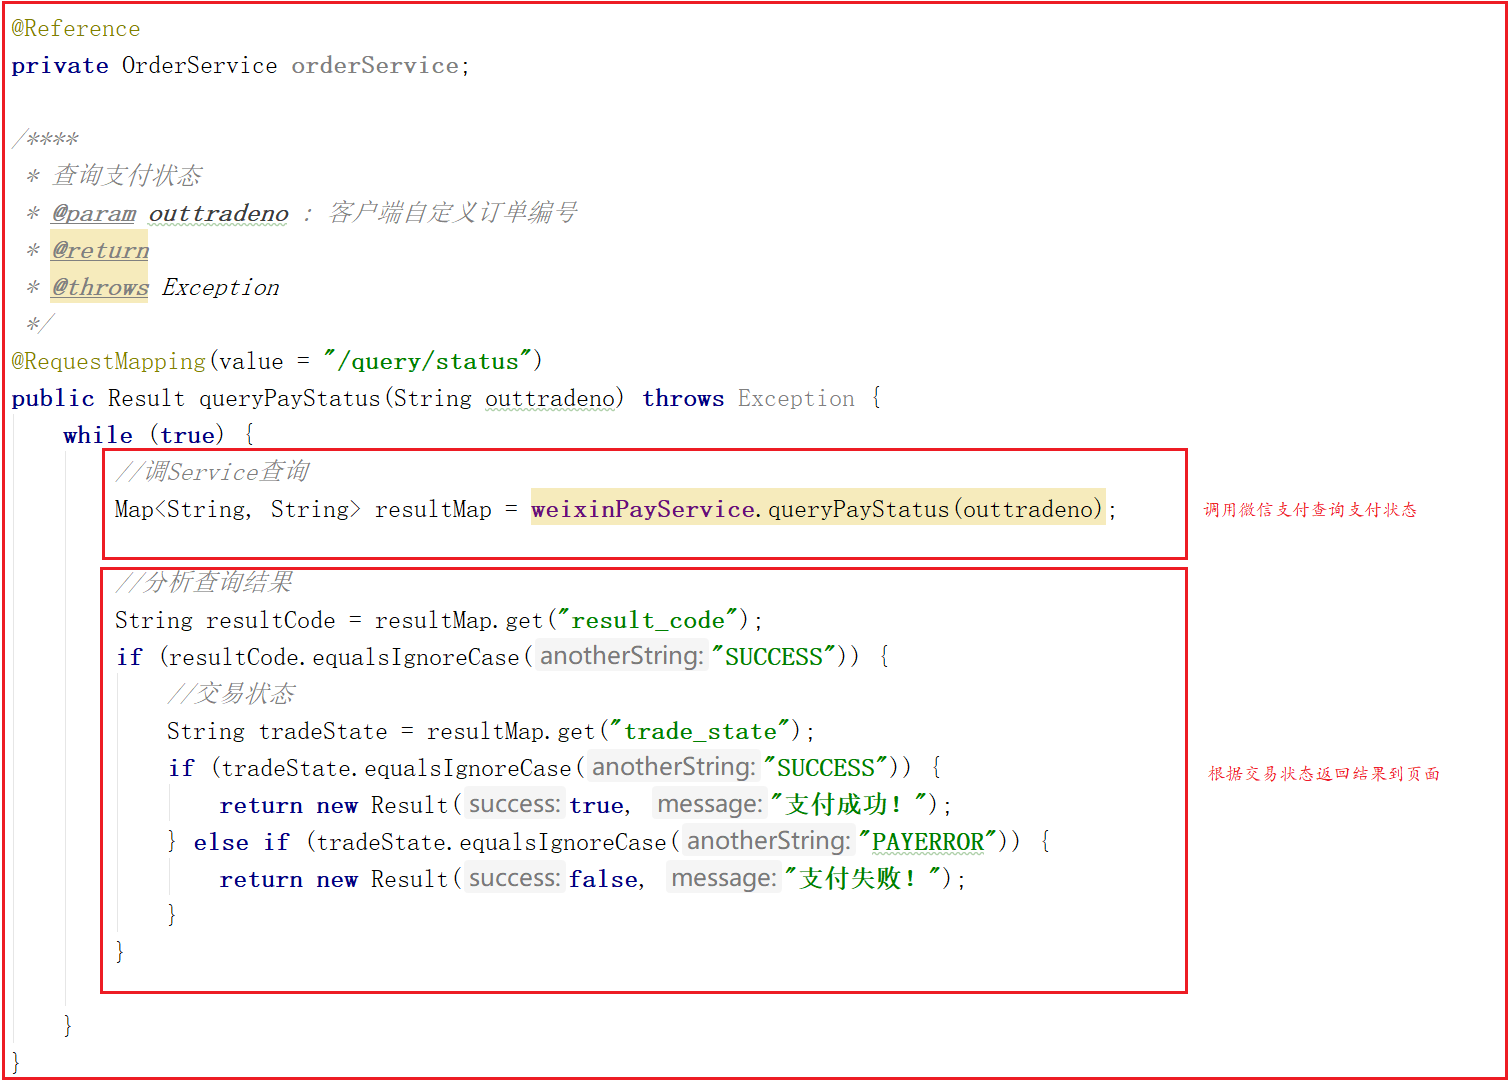 @Reference
private OrderService orderService;
/****
* 查询支付状态
* @param outtradeno : 客户端自定义订单编号
* @return
* @throws Exception
*/
@RequestMapping(value = "/query/status")
public Result queryPayStatus(String outtradeno) throws Exception {
while (true) {
//调Service查询
Map<String, String> resultMap = weixinPayService.queryPayStatus(outtradeno);
调用微信支付查询支付状态
//分析查询结果
String resultCode = resultMap.get("result_code");
if (resultCode.equalsIgnoreCase( anotherString: "SUCCESS")) {
//交易状态
String tradeState = resultMap.get("trade_state");
if (tradeState.equalsIgnoreCase( anotherString: "SUCCESS")) {
根据交易状态返回结果到页面
return new Result( success: true, message: "支付成功！");
} else if (tradeState.equalsIgnoreCase( anotherString: "PAYERROR")) {
return new Result( success: false, message: "支付失败！");
}
}
}
}